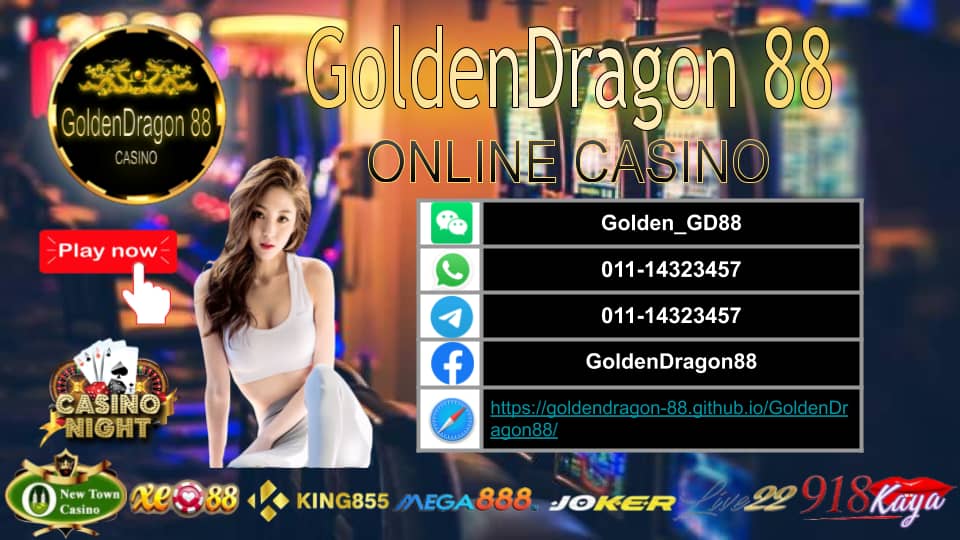 GoldenDragon 88
ONLINE CASINO
GoldenDragon 88
CASINO
Play now
Golden_GD88
011-14323457
011-14323457
GoldenDragon88
https://goldendragon-88.github.io/GoldenDr
agon88/
CASINO
NIGHT
New Town
Casino
xe88
KING855
MEGA888
JOKER
Live22
918Kaya